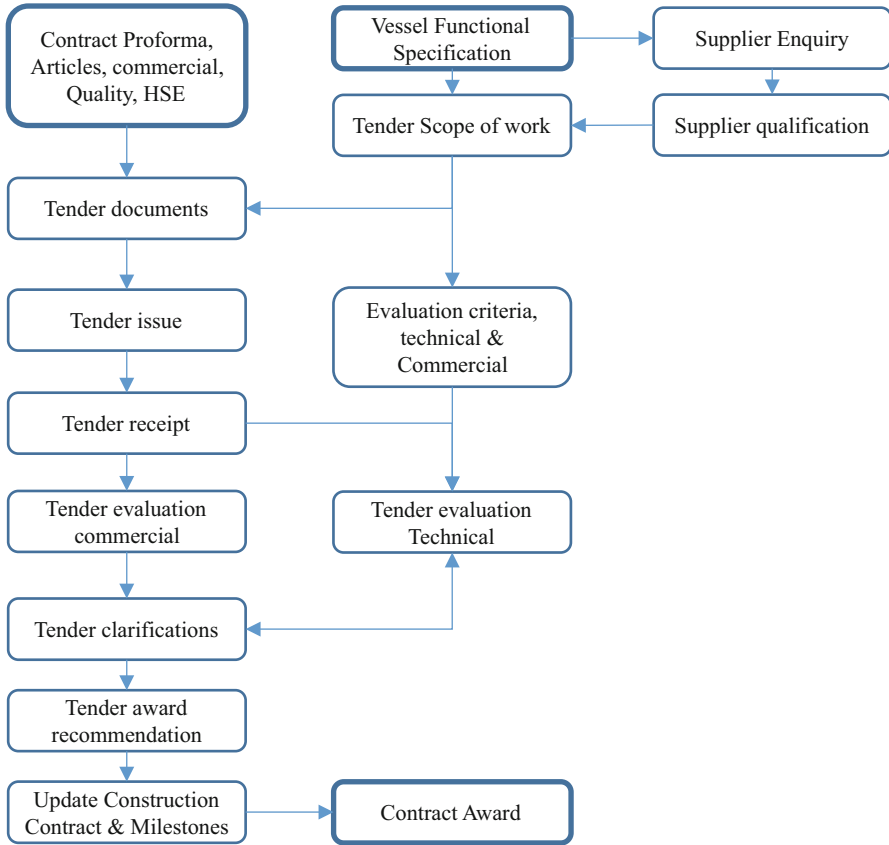 Contract Proforma,
Articles, commercial,
Quality, HSE
Vessel Functional
Specification
Supplier Enquiry
Tender Scope of work
Supplier qualification
Tender documents
Tender issue
Evaluation criteria,
technical &
Commercial
Tender receipt
Tender evaluation
commercial
Tender evaluation
Technical
Tender clarifications
Tender award
recommendation
Update Construction
Contract & Milestones
Contract Award